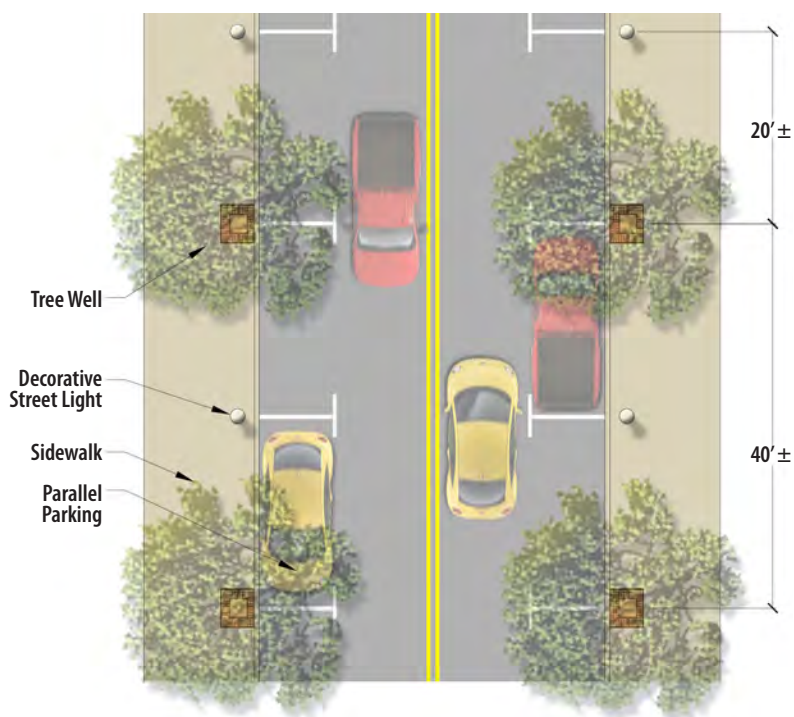 20′ ±
Tree Well
Decorative
Street Light
Sidewalk
40′ ±
Parallel
Parking